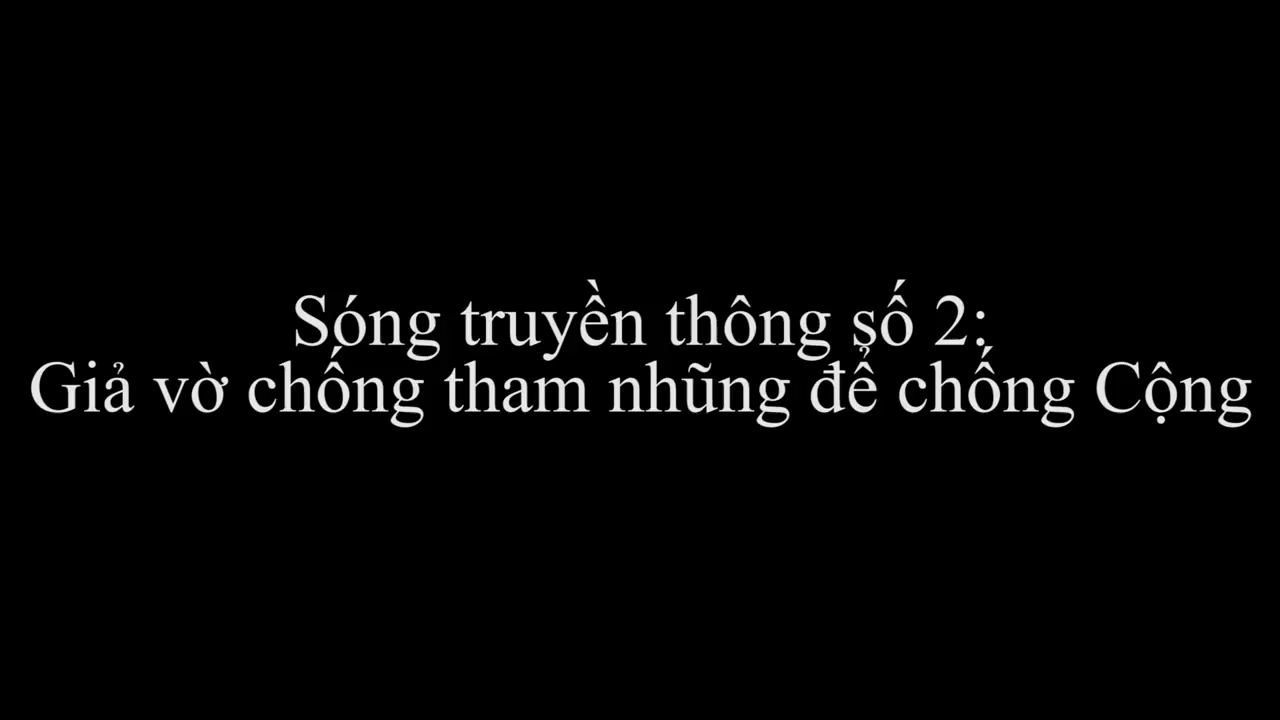 Sóng truyền thông số 2:
Giả vờ chống tham nhũng để chống Cộng